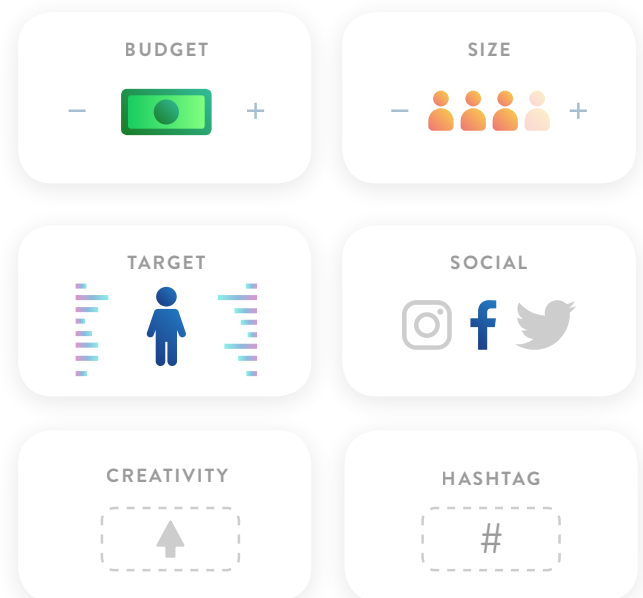 BUDGET
SIZE
− +
− +
TARGET
SOCIAL
CREATIVITY
HASHTAG
#